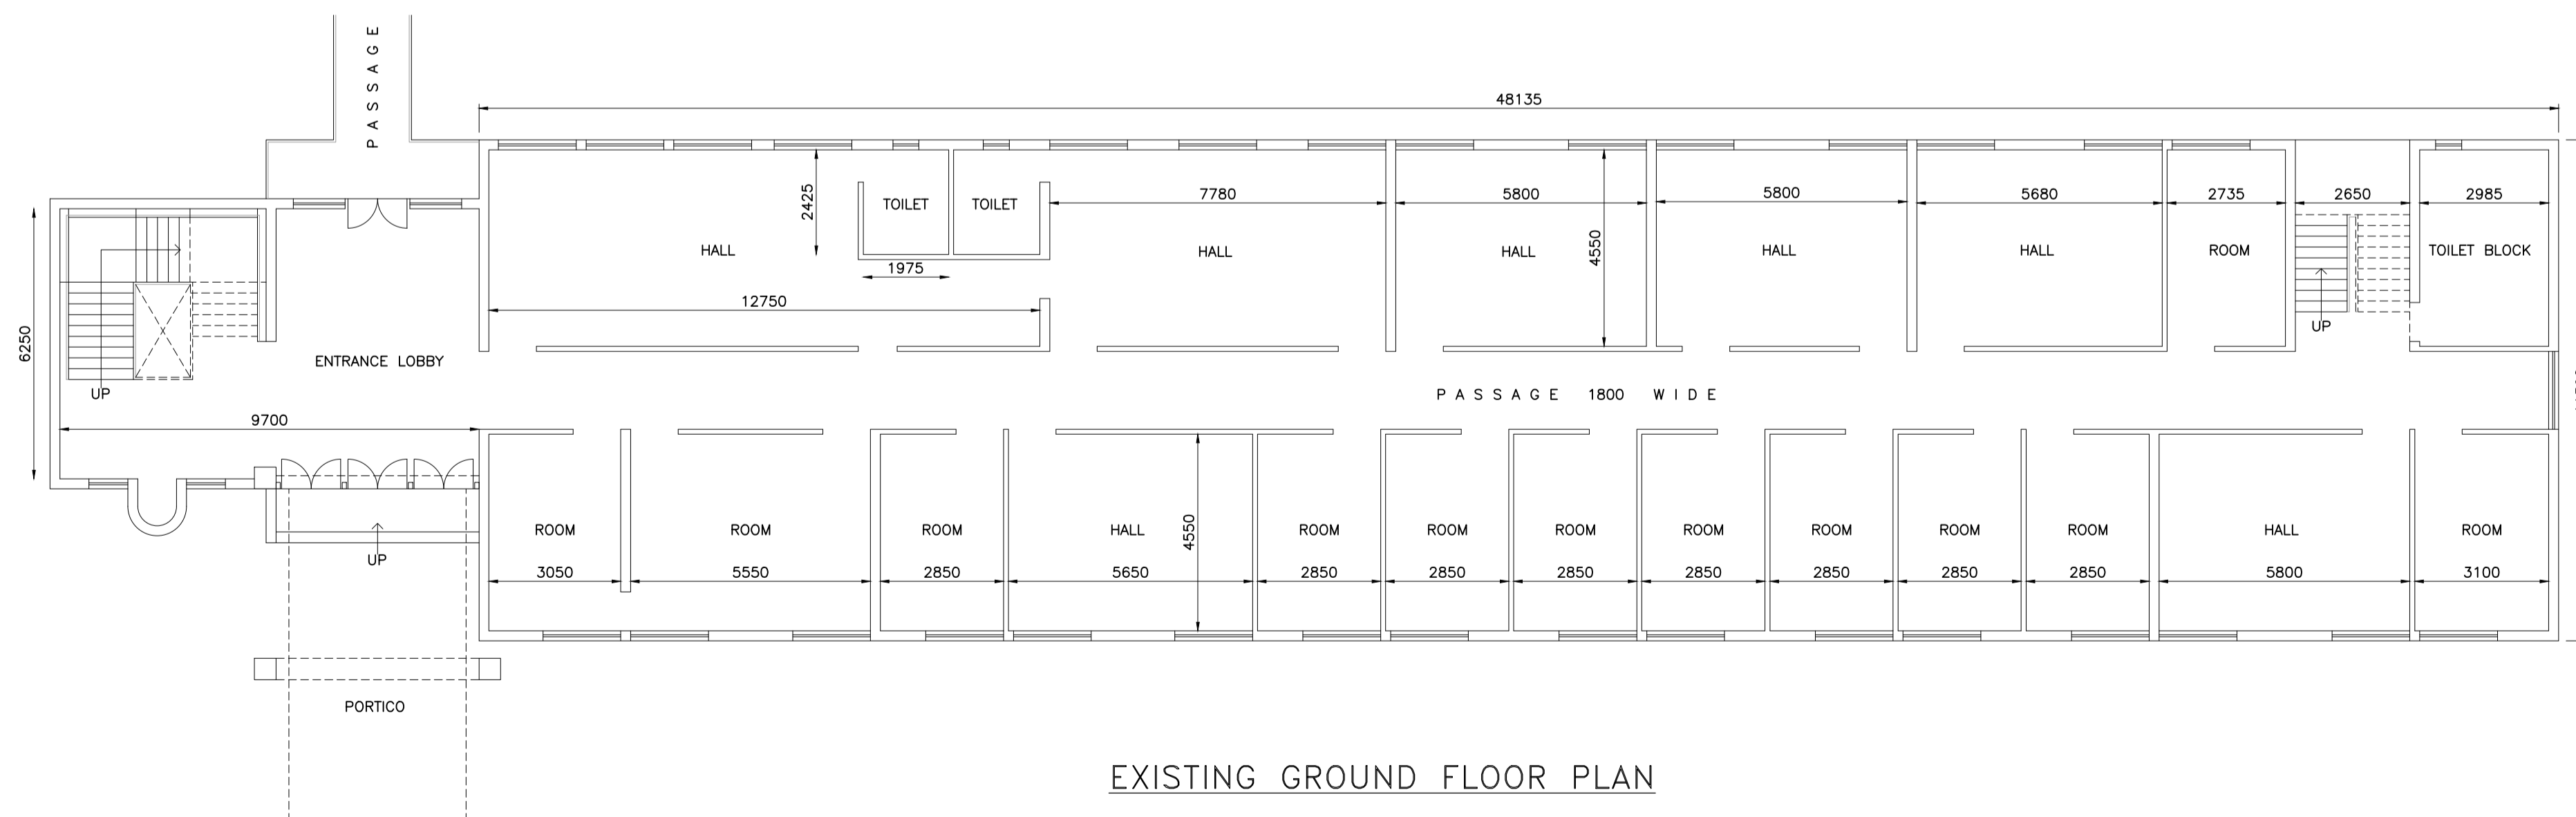 PASSAGE
48135
2425
TOILET
TOILET
7780
5800
4550
5800
5680
2735
2650
2985
HALL
HALL
HALL
HALL
HALL
ROOM
TOILET BLOCK
1975
12750
6250
UP
ENTRANCE LOBBY
UP
PASSAGE 1800 WIDE
9700
ROOM
ROOM
ROOM
HALL
4550
ROOM
ROOM
ROOM
ROOM
ROOM
ROOM
ROOM
HALL
ROOM
UP
3050
5550
2850
5650
2850
2850
2850
2850
2850
2850
2850
5800
3100
PORTICO
EXISTING GROUND FLOOR PLAN